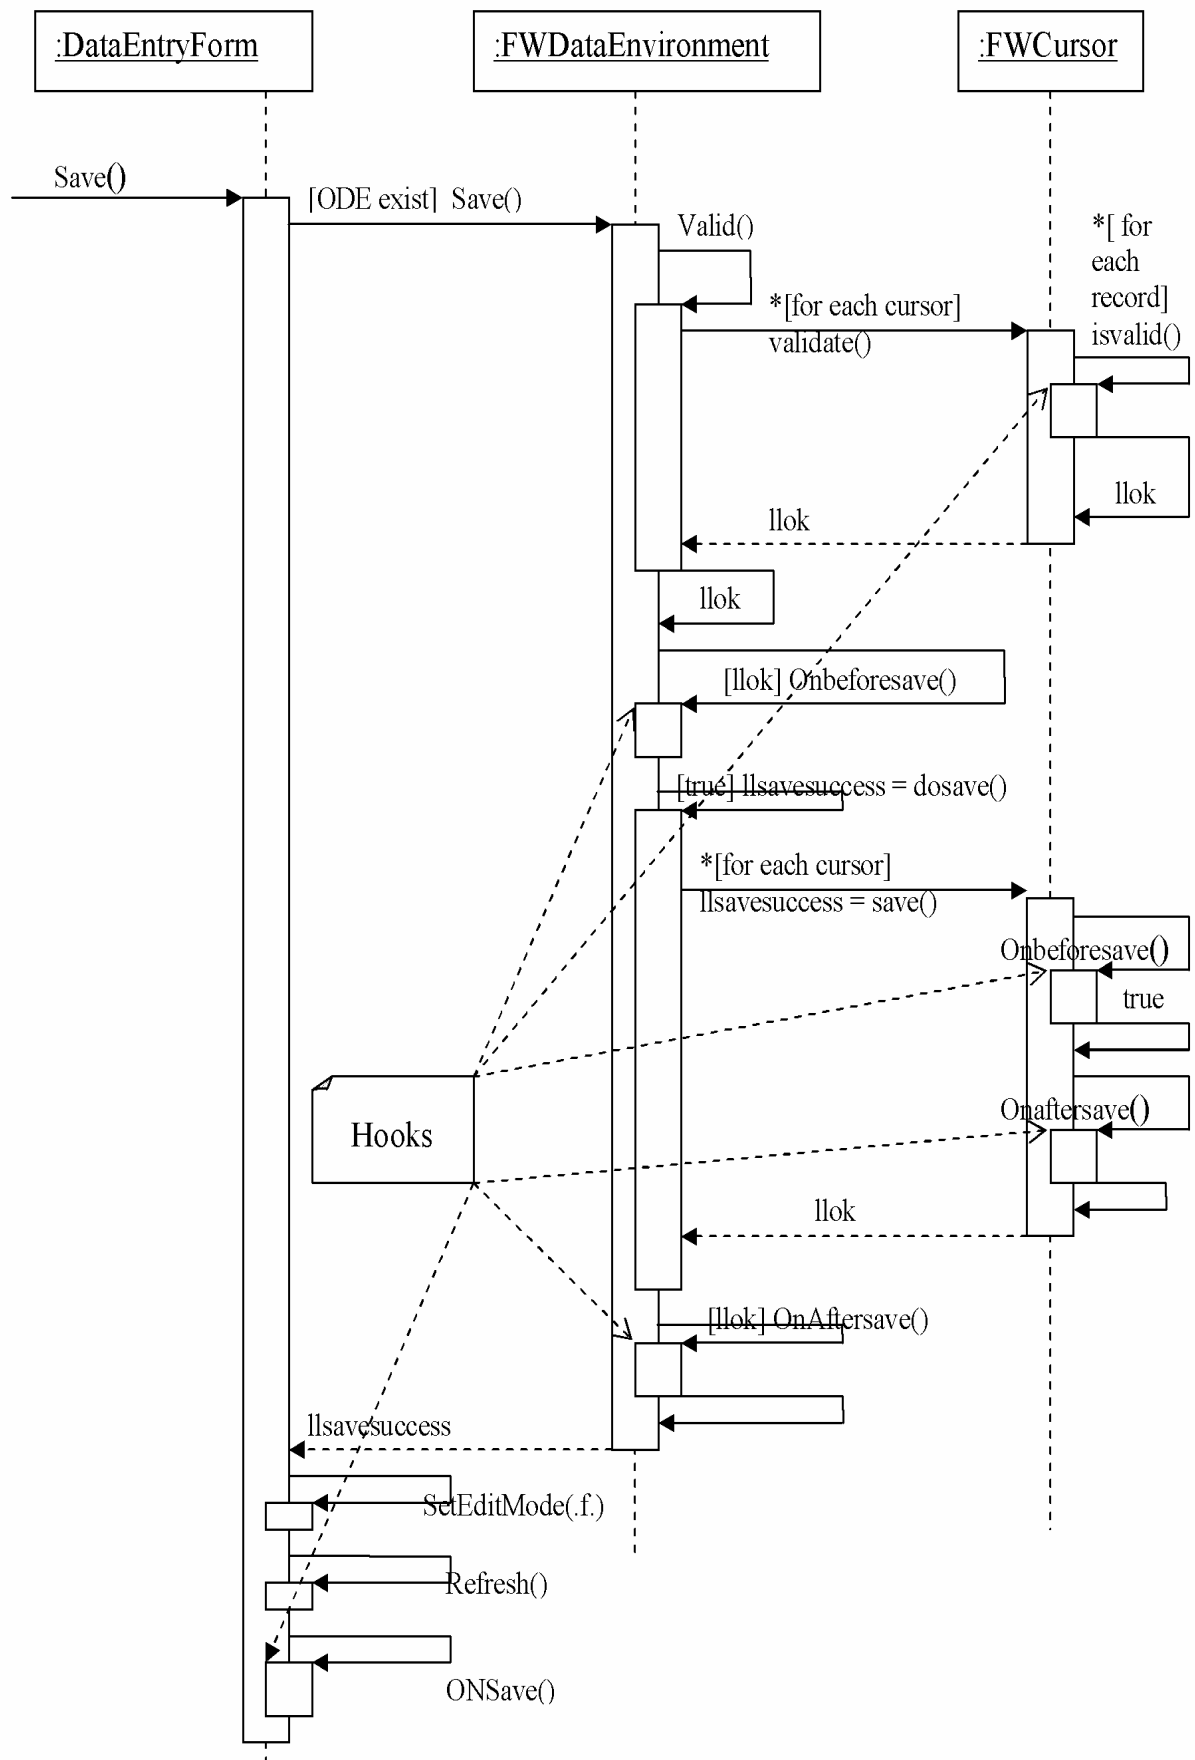 :DataEntryForm
:FWDataEnvironment
:FWCursor
Save()
[ODE exist] Save()
Valid()
*[ for
each
record]
isvalid()
*[for each cursor]
validate()
llok
llok
llok
[llok] Onbeforesave()
[true] llsavesuccess = dosave()
*[for each cursor]
llsavesuccess = save()
Onbeforesave()
true
Onaftersave()
Hooks
llok
[llok] OnAftersave()
llsavesuccess
SetEditMode(.f.)
Refresh()
ONSave()